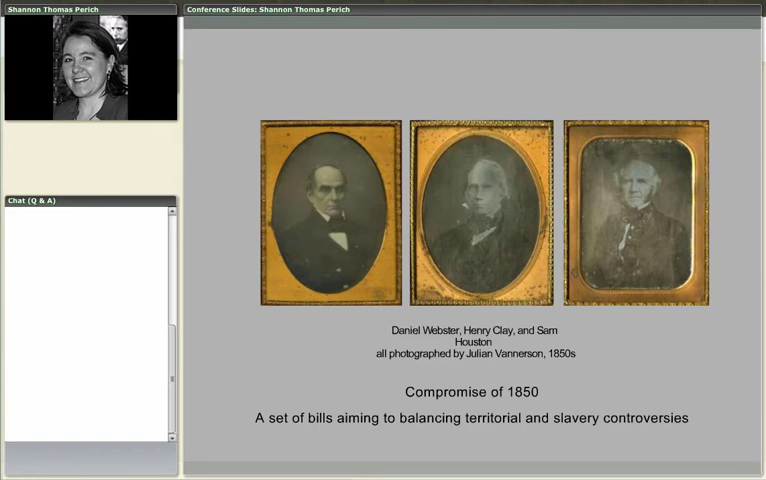 Shannon Thomas Perich
Conference Slides: Shannon Thomas Perich
Chat (Q & A)
Daniel Webster, Henry Clay, and Sam
Houston
all photographed by Julian Vannerson, 1850s
Compromise of 1850
A set of bills aiming to balancing territorial and slavery controversies